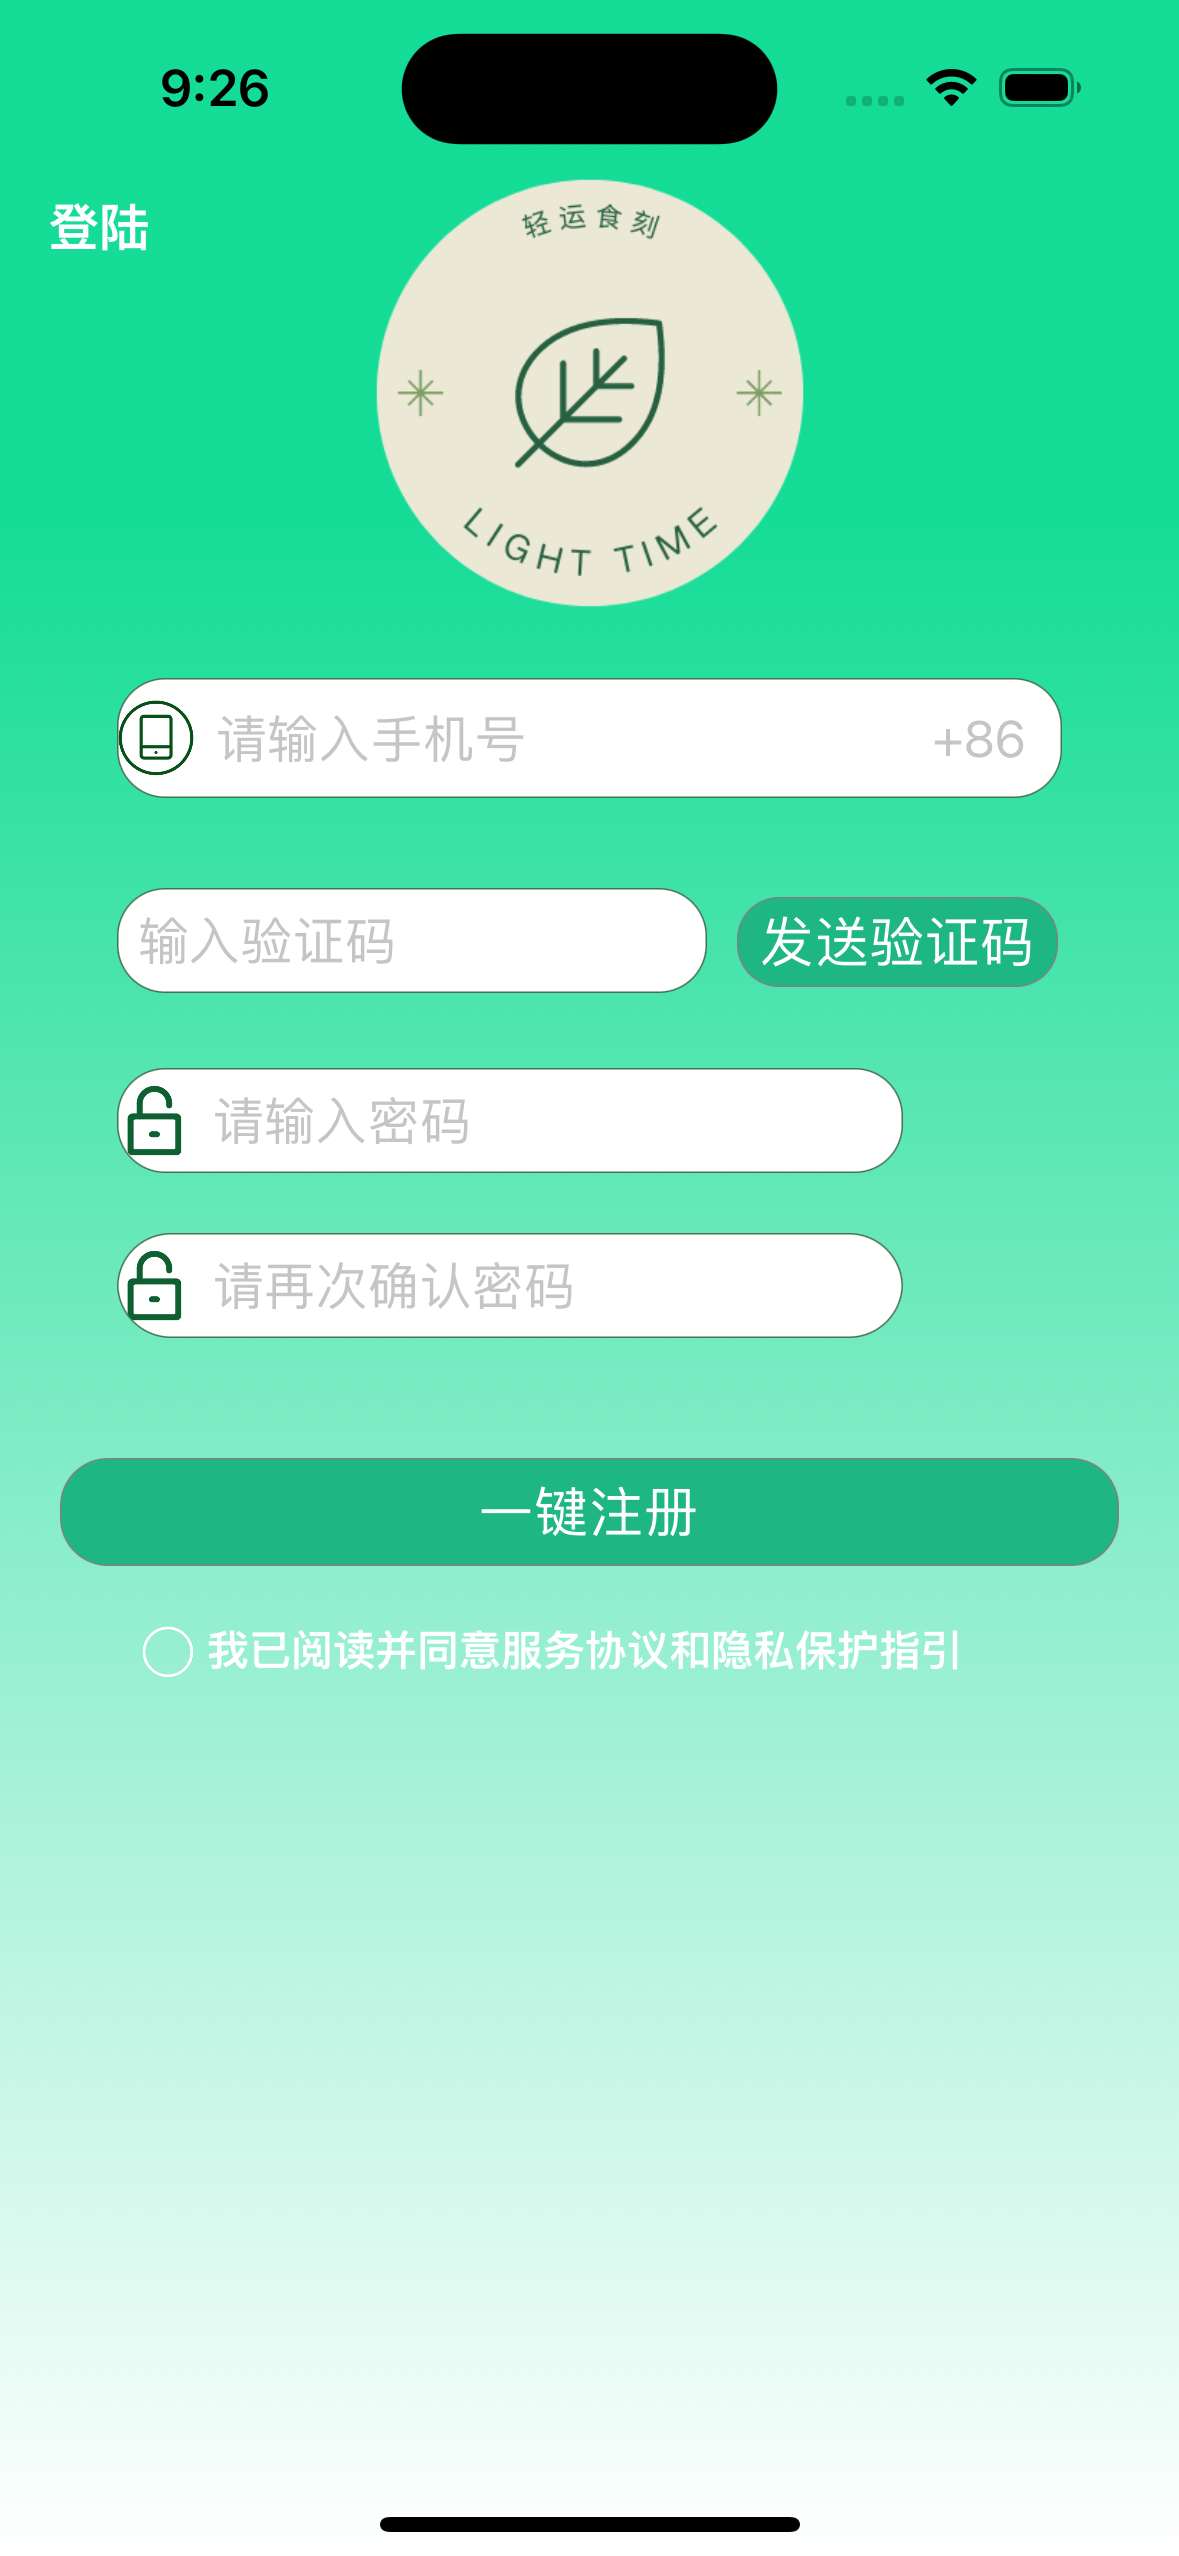 9:26
登陆
轻运食刻
LIGHT TIME
请输入手机号 +86
输入验证码 发送验证码
请输入密码
请再次确认密码
一键注册
我已阅读并同意服务协议和隐私保护指引